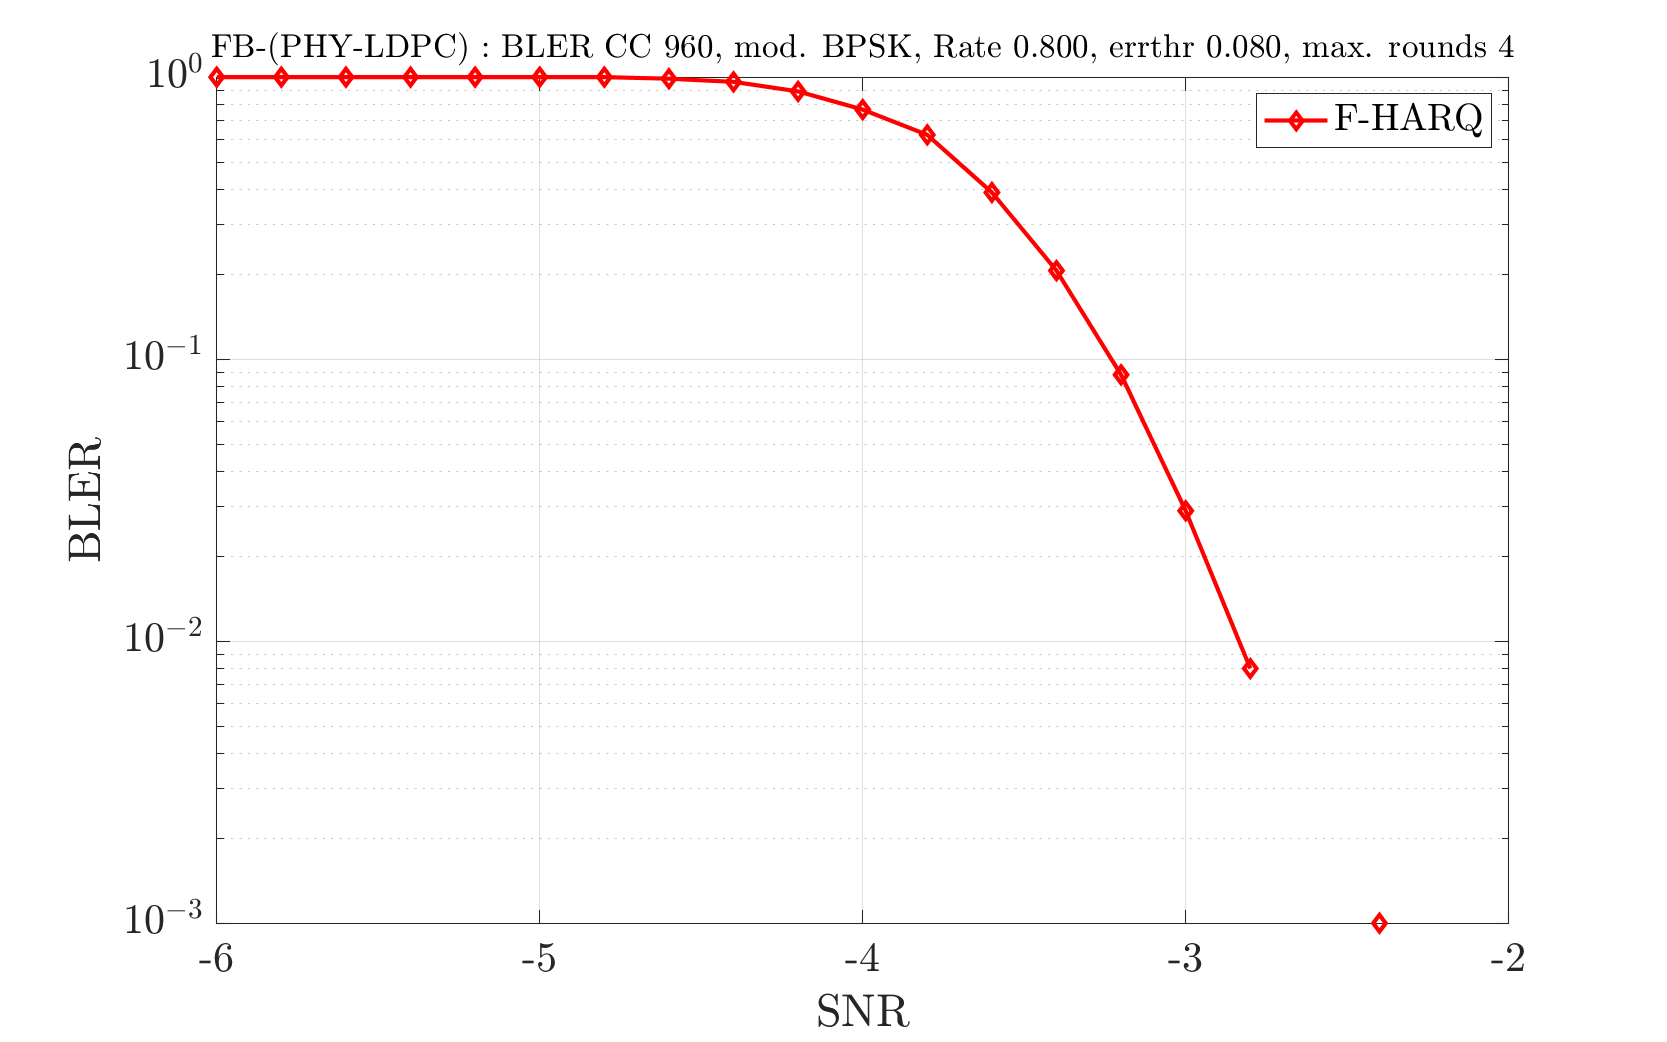 FB-(PHY-LDPC) : BLER CC 960, mod. BPSK, Rate 0.800, errthr 0.080, max. rounds 4
10^0
F-HARQ
10^{-1}
BLER
10^{-2}
10^{-3}
-6 -5 -4 -3 -2
SNR